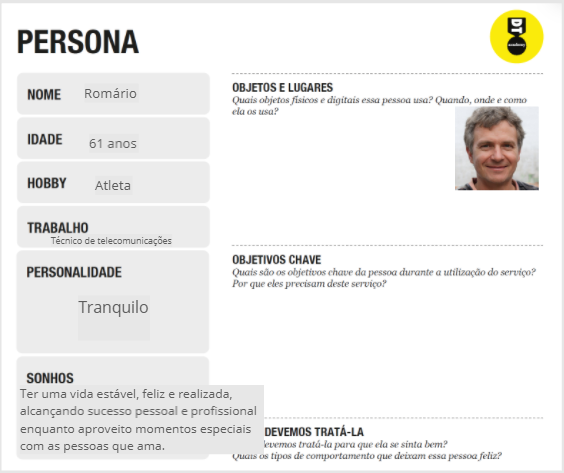 PERSONA
DT
academy
NOME Romário
IDADE 61 anos
HOBBY Atleta
TRABALHO
Técnico de telecomunicações
PERSONALIDADE
Tranquilo
SONHOS
Ter uma vida estável, feliz e realizada,
alcançando sucesso pessoal e profissional
enquanto aproveito momentos especiais
com as pessoas que ama.
OBJETOS E LUGARES
Quais objetos físicos e digitais essa pessoa usa? Quando, onde e como
ela os usa?
OBJETIVOS CHAVE
Quais são os objetivos chave da pessoa durante a utilização do serviço?
Por que eles precisam deste serviço?
DEVEMOS TRATÁ-LA
devemos tratá-la para que ela se sinta bem?
Quais os tipos de comportamento que deixam essa pessoa feliz?